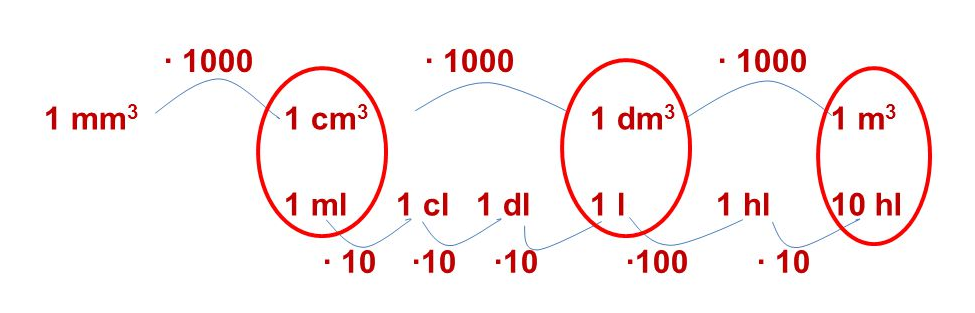 · 1000 · 1000 · 1000
1 mm³ 1 cm³ 1 dm³ 1 m³
1 ml 1 cl 1 dl 1 l 1 hl 10 hl
· 10 ·10 ·10 ·100 · 10